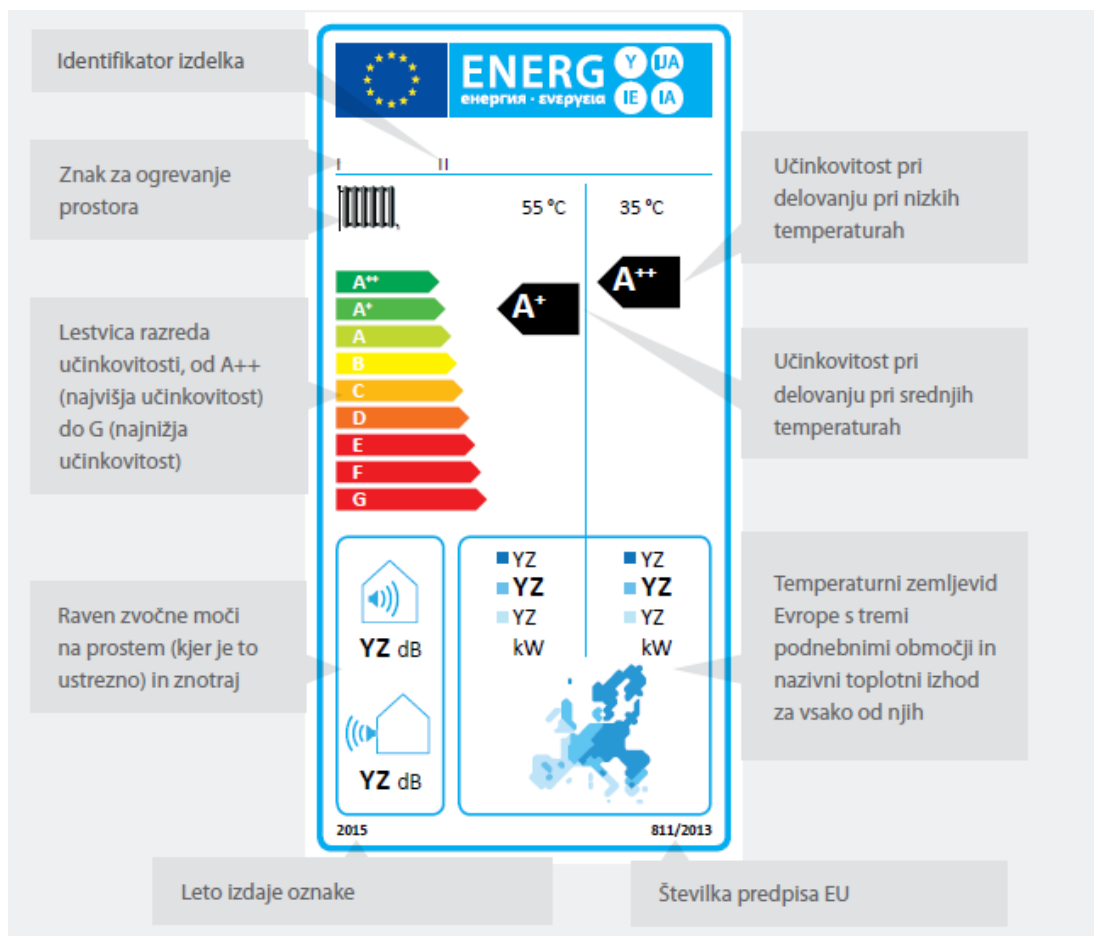 Identifikator izdelka
ENERG Y IJA
енергия · ενεργεια IE IA
I II
Znak za ogrevanje
prostora
55 °C 35 °C
Učinkovitost pri
delovanju pri nizkih
temperaturah
A++
A+
A
B
C
D
E
F
G
A+
A++
Lestvica razreda
učinkovitosti, od A++
(najvišja učinkovitost)
do G (najnižja
učinkovitost)
Učinkovitost pri
delovanju pri srednjih
temperaturah
Raven zvočne moči
na prostem (kjer je to
ustrezno) in znotraj
YZ dB
YZ dB
YZ YZ
YZ YZ
YZ YZ
kW kW
Temperaturni zemljevid
Evrope s tremi
podnebnimi območji in
nazivni toplotni izhod
za vsako od njih
2015 811/2013
Leto izdaje oznake
Številka predpisa EU